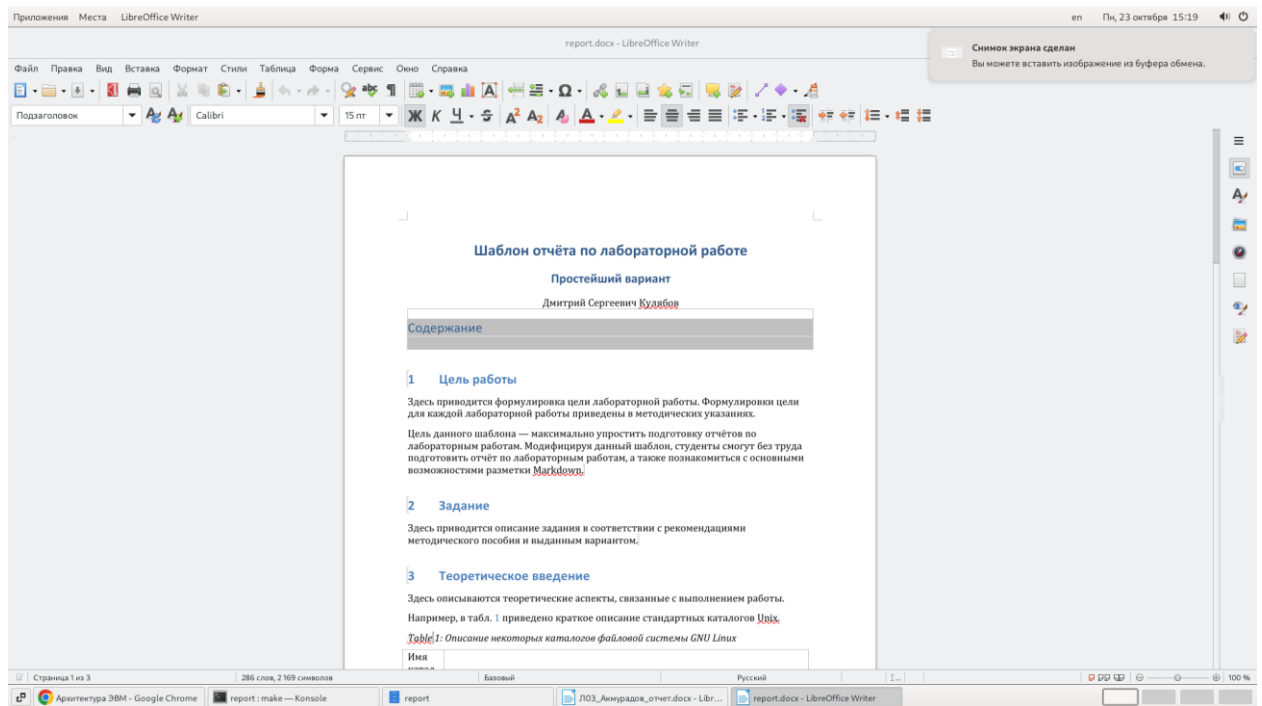 Приложения Места LibreOffice Writer
en Пн, 23 октября 15:19
report.docx - LibreOffice Writer
Снимок экрана сделан
Вы можете вставить изображение из буфера обмена.
Файл Правка Вид Вставка Формат Стили Таблица Форма Сервис Окно Справка
Подзаголовок Calibri 15 пт Ж К Ч
Шаблон отчёта по лабораторной работе
Простейший вариант
Дмитрий Сергеевич Кулябов
Содержание
1 Цель работы
Здесь приводится формулировка цели лабораторной работы. Формулировки цели
для каждой лабораторной работы приведены в методических указаниях.
Цель данного шаблона — максимально упростить подготовку отчётов по
лабораторным работам. Модифицируя данный шаблон, студенты смогут без труда
подготовить отчёт по лабораторным работам, а также познакомиться с основными
возможностями разметки Markdown.
2 Задание
Здесь приводится описание задания в соответствии с рекомендациями
методического пособия и выданным вариантом.
3 Теоретическое введение
Здесь описываются теоретические аспекты, связанные с выполнением работы.
Например, в табл. 1 приведено краткое описание стандартных каталогов Unix.
Table 1: Описание некоторых каталогов файловой системы GNU Linux
Имя
Страница 1 из 3 286 слов, 2 169 символов Базовый Русский 100 %
Архитектура ЭВМ - Google Chrome report : make — Konsole report Л03_Акмурадов_отчет.docx - Libr... report.docx - LibreOffice Writer